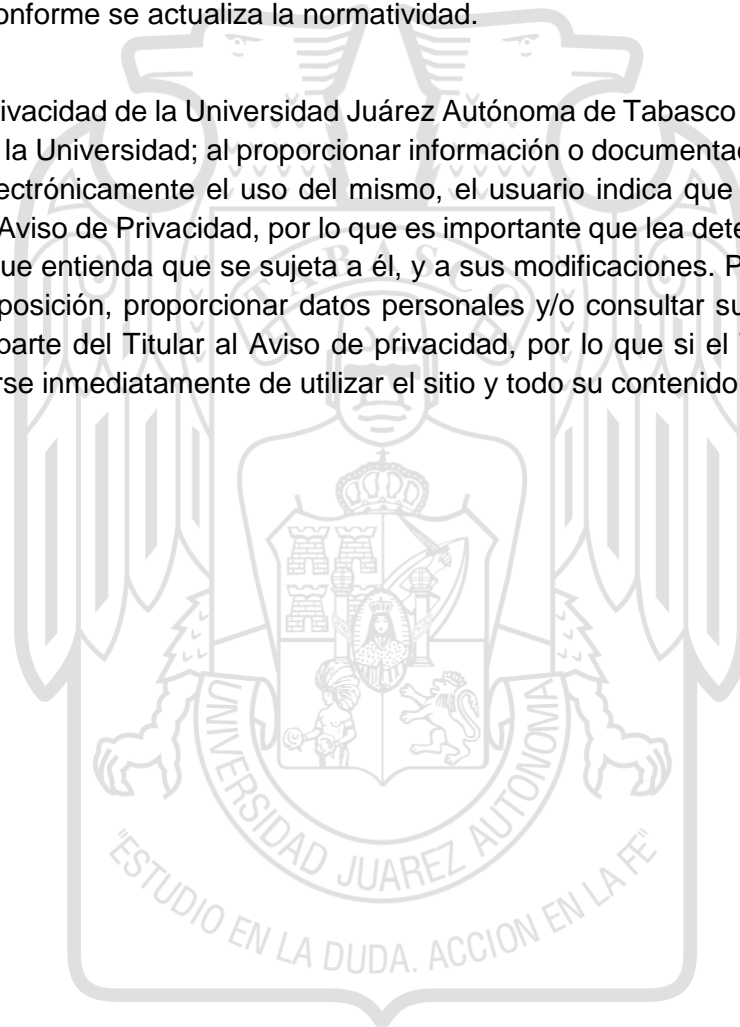 onforme se actualiza la normatividad.
ivacidad de la Universidad Juárez Autónoma de Tabasco
la Universidad; al proporcionar información o documentac
ectrónicamente el uso del mismo, el usuario indica que
Aviso de Privacidad, por lo que es importante que lea dete
ue entienda que se sujeta a él, y a sus modificaciones. P
posición, proporcionar datos personales y/o consultar su
parte del Titular al Aviso de privacidad, por lo que si el
rse inmediatamente de utilizar el sitio y todo su contenido
TABASCO
UNIVERSIDAD JUAREZ AUTONOMA
"ESTUDIO EN LA DUDA. ACCION EN LA FE"